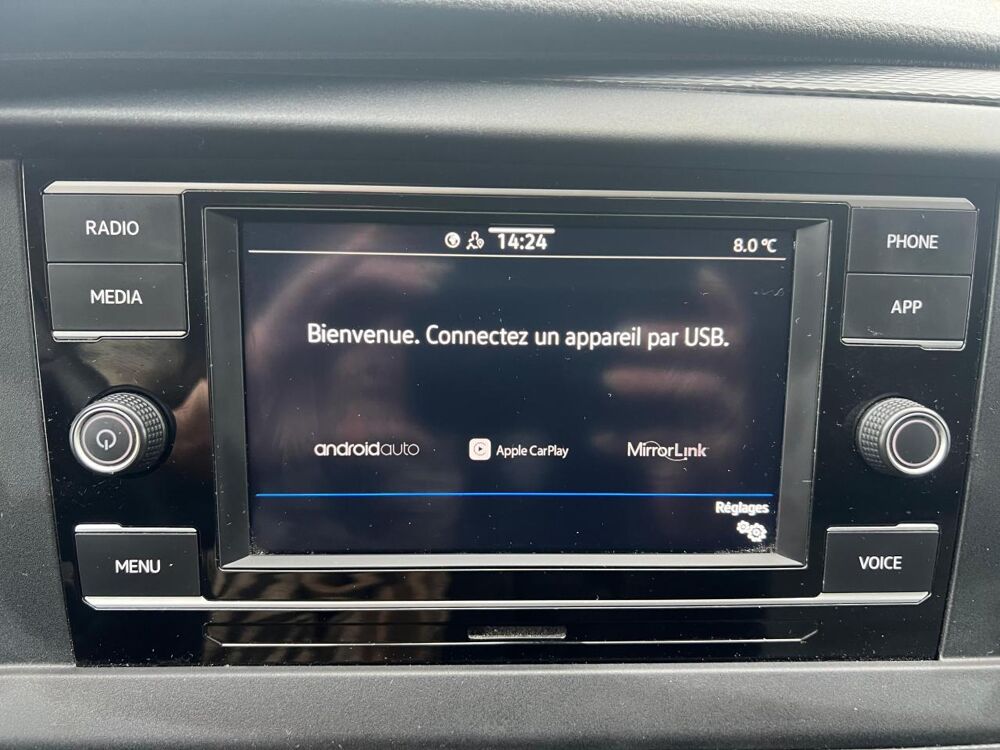 RADIO
MEDIA
14:24
8.0 °C
PHONE
APP
Bienvenue. Connectez un appareil par USB.
androidauto
Apple CarPlay
MirrorLink
Réglages
MENU
VOICE